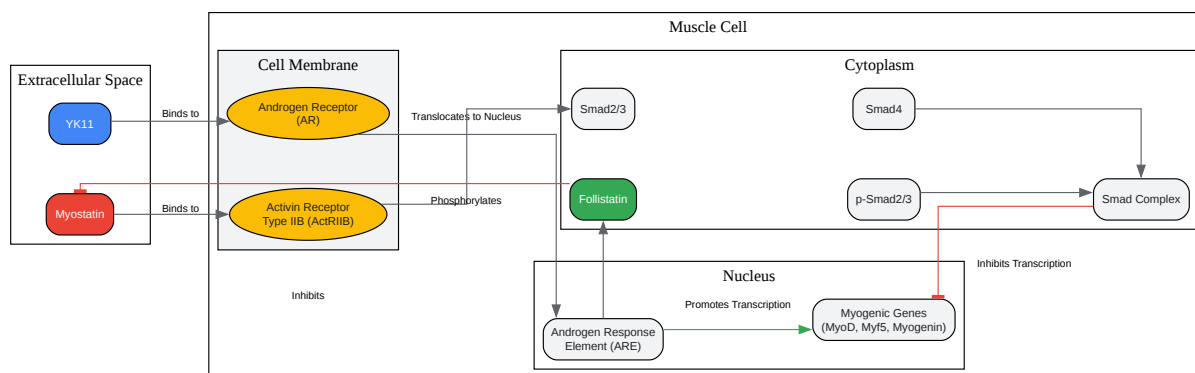 Muscle Cell
Extracellular Space
Cell Membrane
Cytoplasm
YK11
Binds to
Androgen Receptor
(AR)
Translocates to Nucleus
Smad2/3
Smad4
Myostatin
Binds to
Activin Receptor
Type IIB (ActRIIB)
Phosphorylates
Follistatin
p-Smad2/3
Smad Complex
Inhibits
Inhibits Transcription
Nucleus
Androgen Response
Element (ARE)
Promotes Transcription
Myogenic Genes
(MyoD, Myf5, Myogenin)